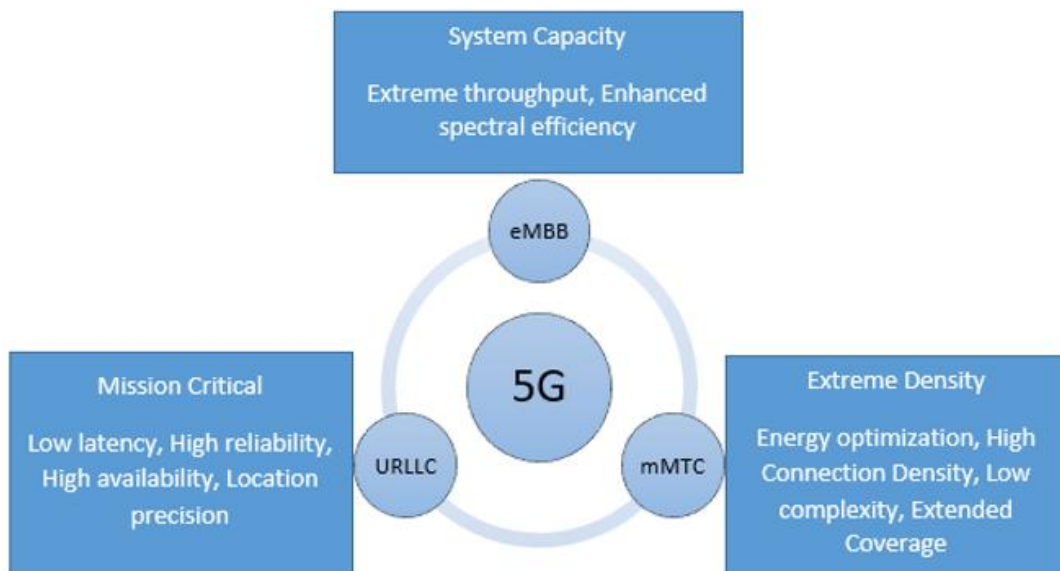 System Capacity
Extreme throughput, Enhanced
spectral efficiency
eMBB
5G
Mission Critical
Low latency, High reliability,
High availability, Location
precision
URLLC
mMTC
Extreme Density
Energy optimization, High
Connection Density, Low
complexity, Extended
Coverage